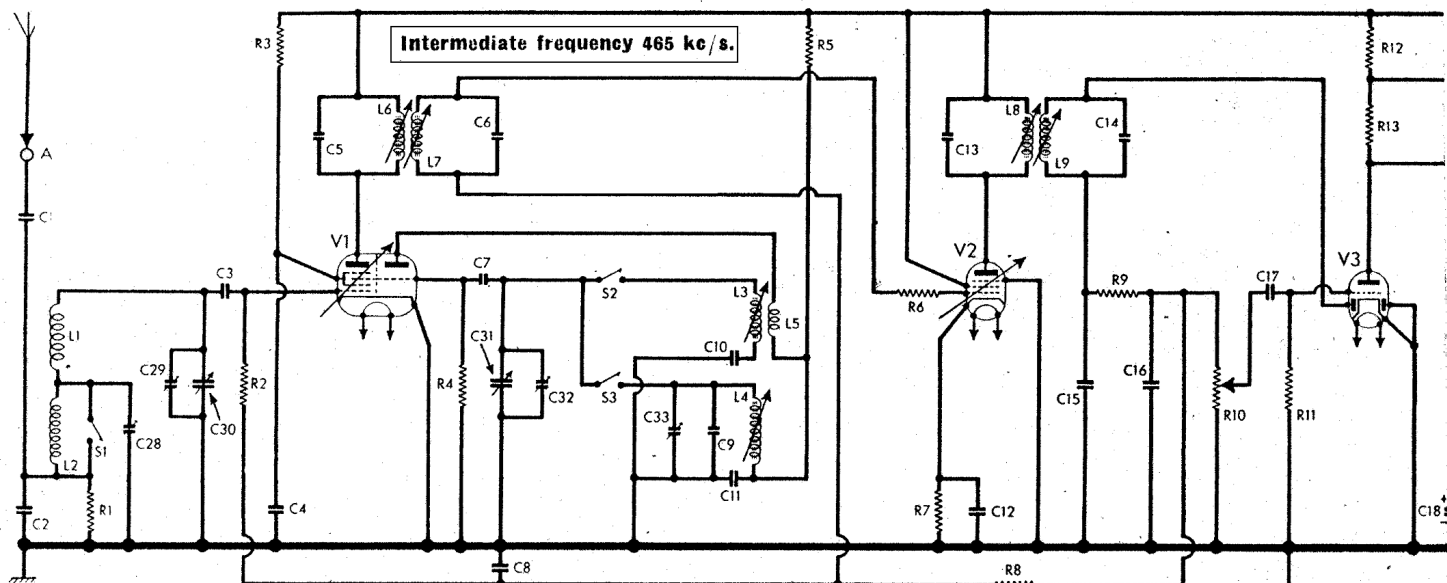 R3
Intermediate frequency 465 kc/s.
R5
R12
L6
C6
L8
C14
C5
C13
R13
A
L7
L9
V1
C7
V2
V3
C3
S2
R9
C17
L3
R6
L1
C31
C10
L5
C29
R2
R4
C15
C16
C32
S3
L4
R10
R11
C30
C33
S1
C28
C9
L2
C11
C2
R1
C4
R7
C12
C18
C8
R8